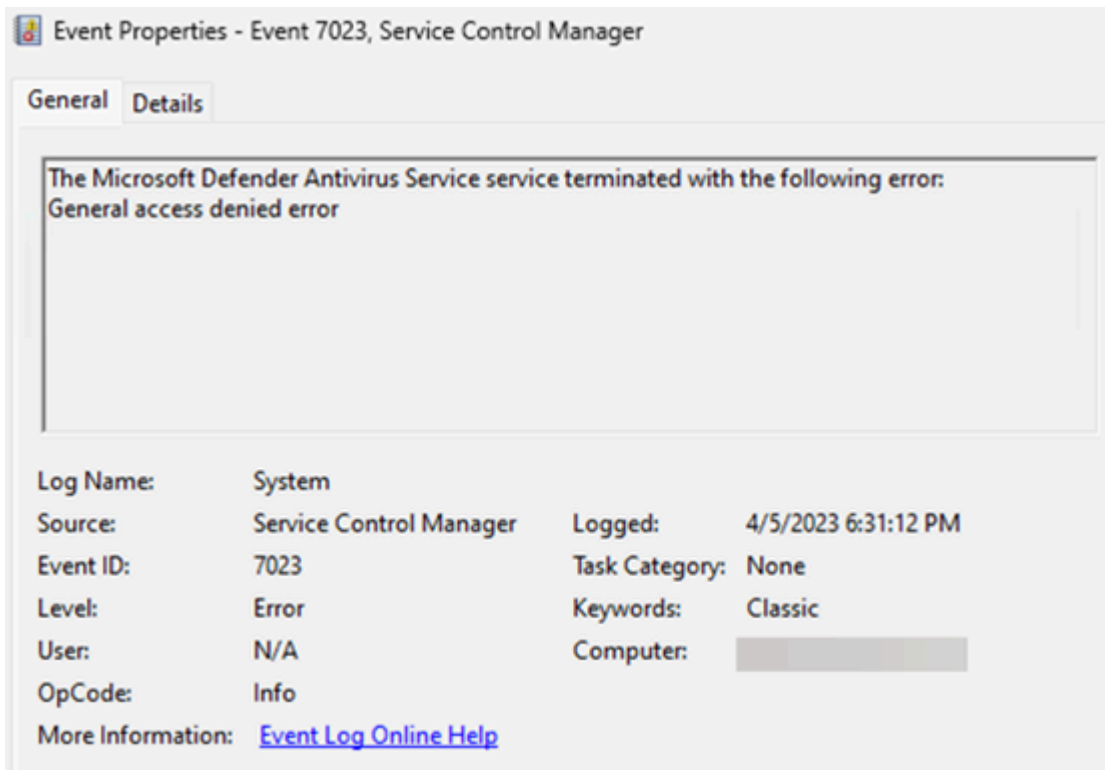 Event Properties - Event 7023, Service Control Manager
General Details
The Microsoft Defender Antivirus Service service terminated with the following error:
General access denied error
Log Name: System
Source: Service Control Manager Logged: 4/5/2023 6:31:12 PM
Event ID: 7023 Task Category: None
Level: Error Keywords: Classic
User: N/A Computer:
OpCode: Info
More Information: Event Log Online Help